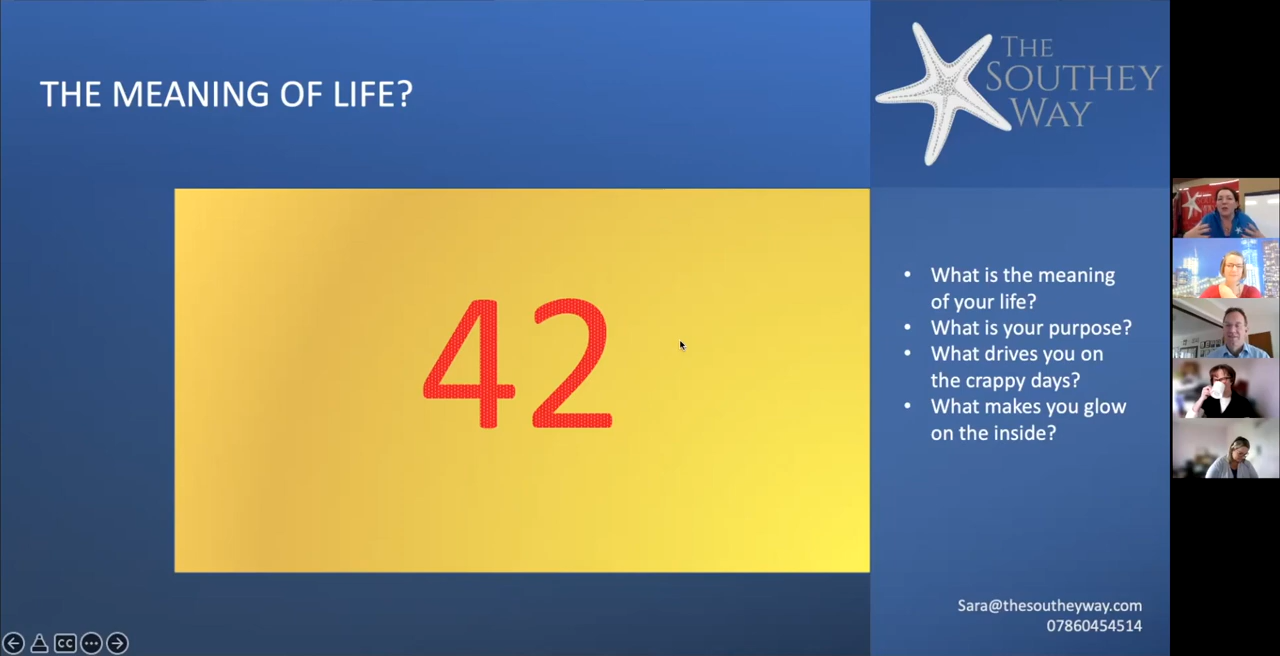 THE MEANING OF LIFE?
42
THE
SOUTHEY
WAY
• What is the meaning
of your life?
• What is your purpose?
• What drives you on
the crappy days?
• What makes you glow
on the inside?
Sara@thesoutheyway.com
07860454514
CC